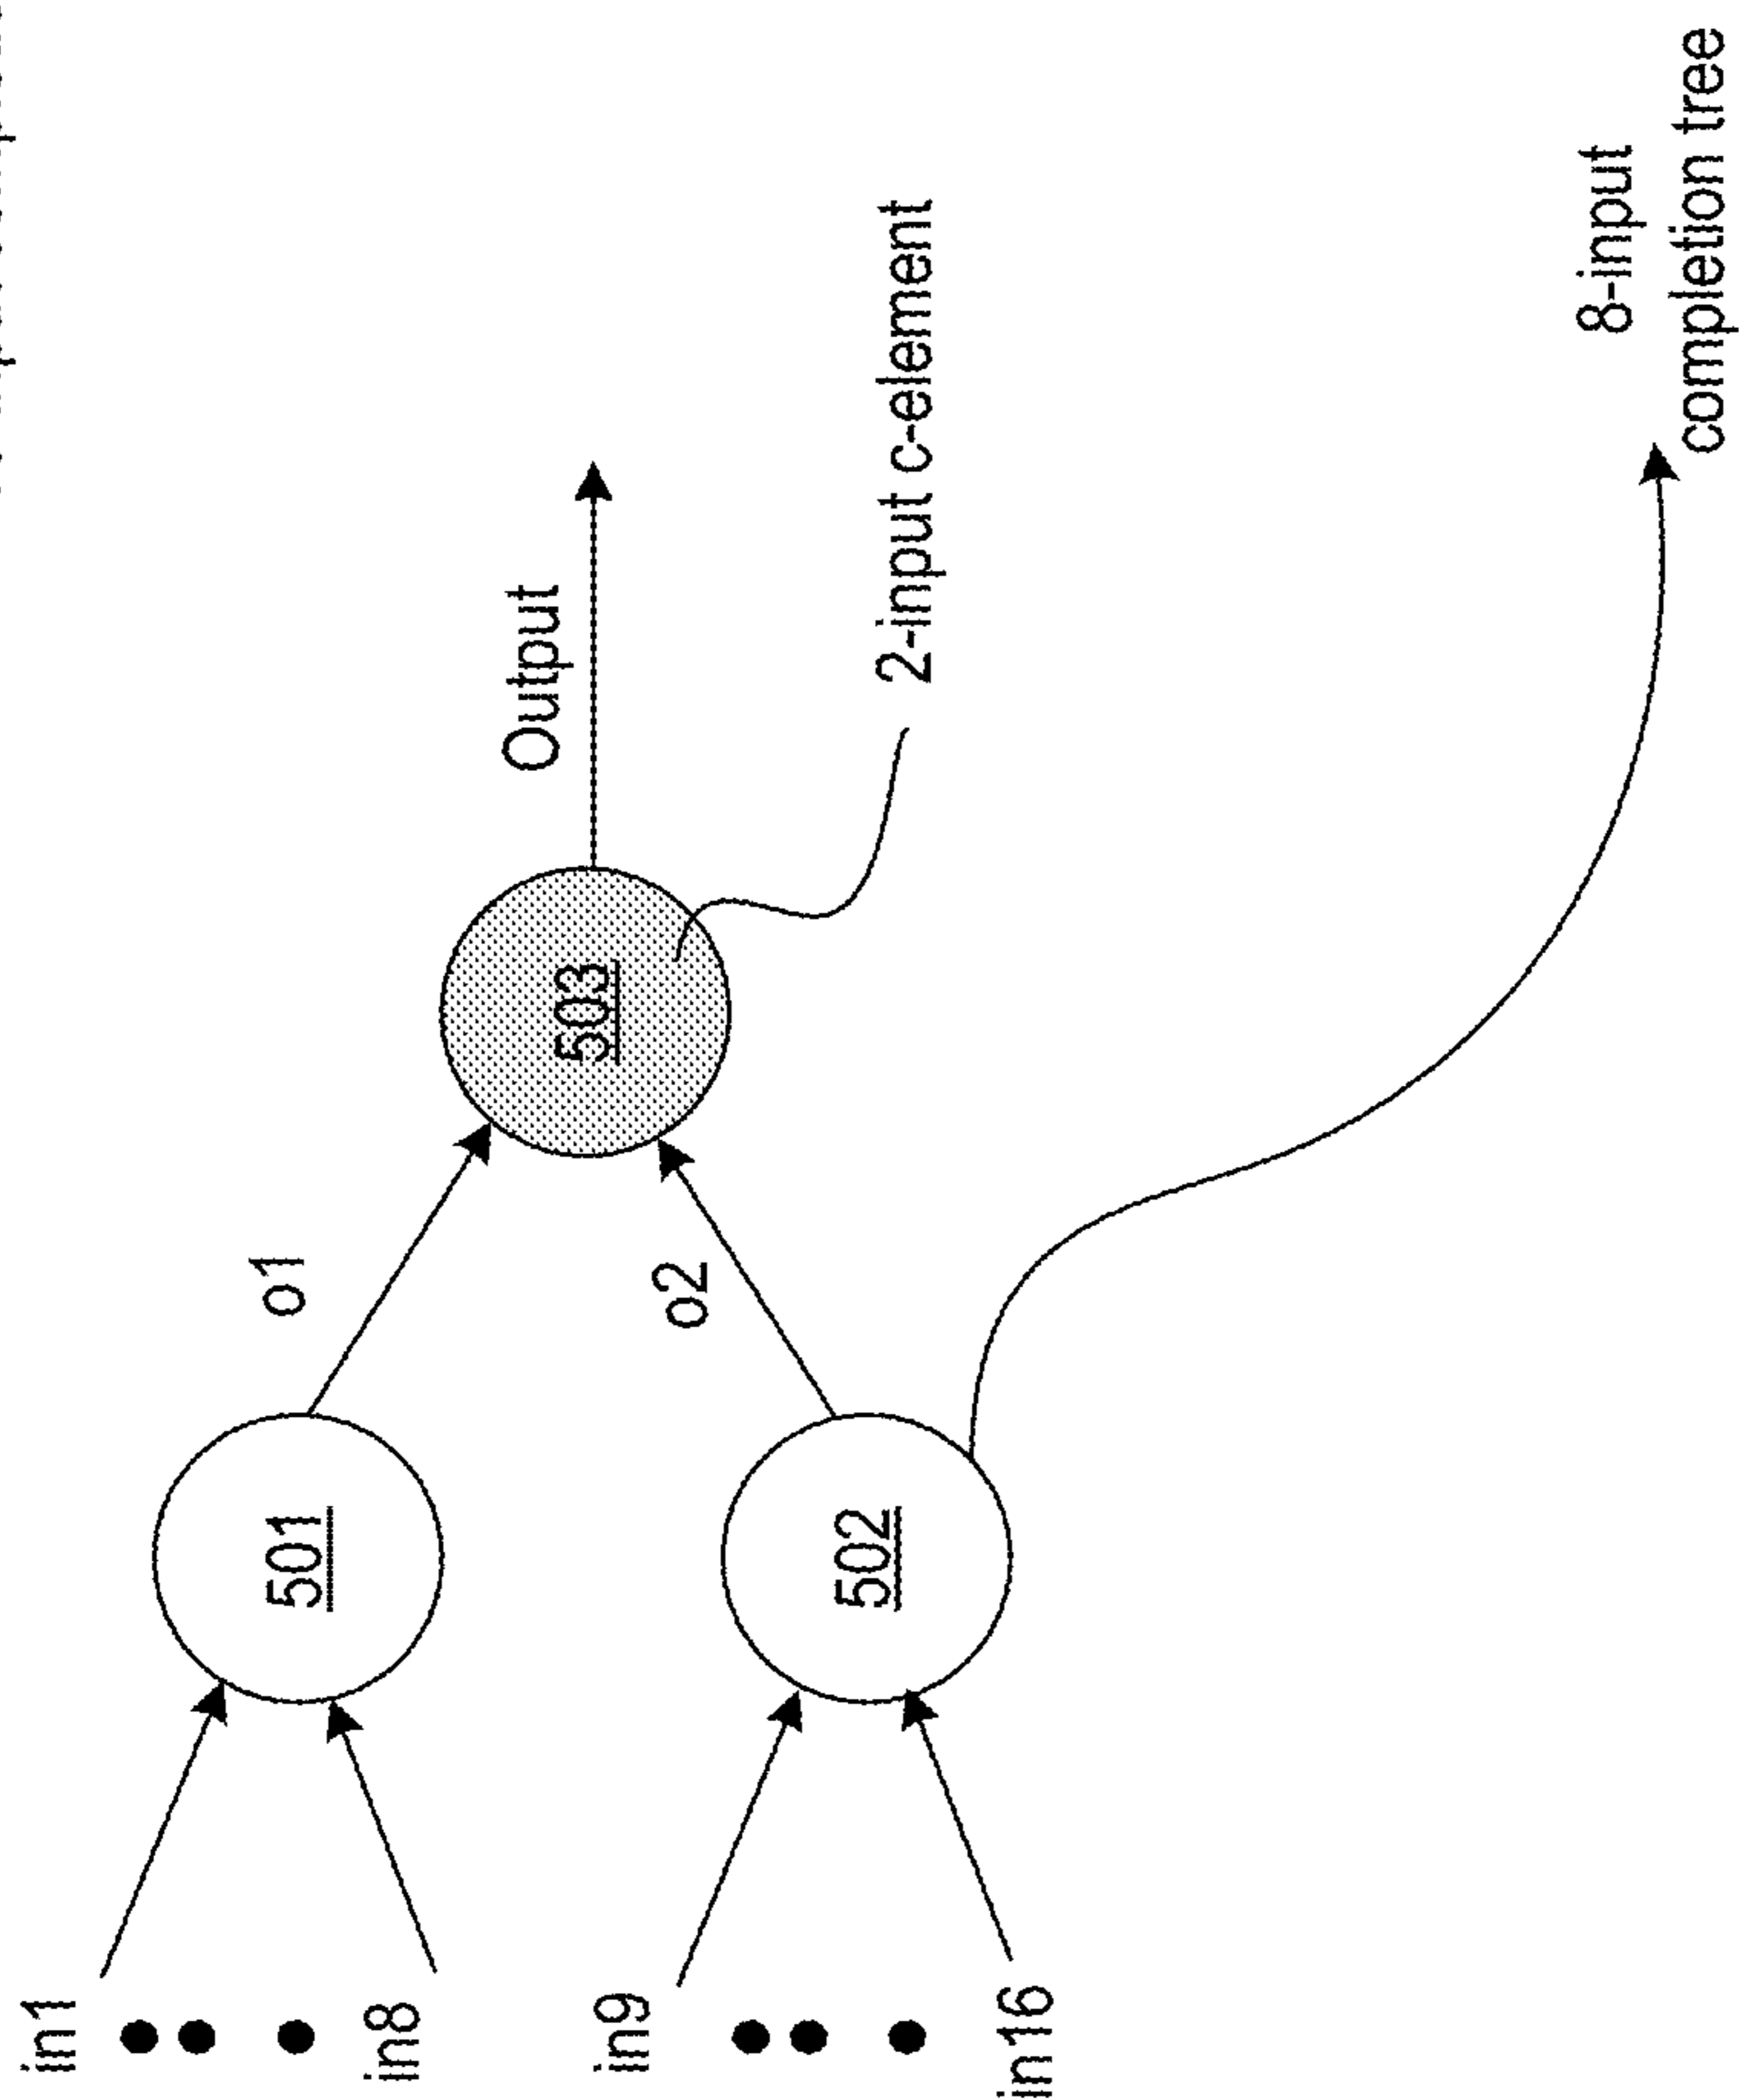 in1
in8
in9
in16
501
502
o1
o2
503
Output
2-input c-element
8-input
completion tree